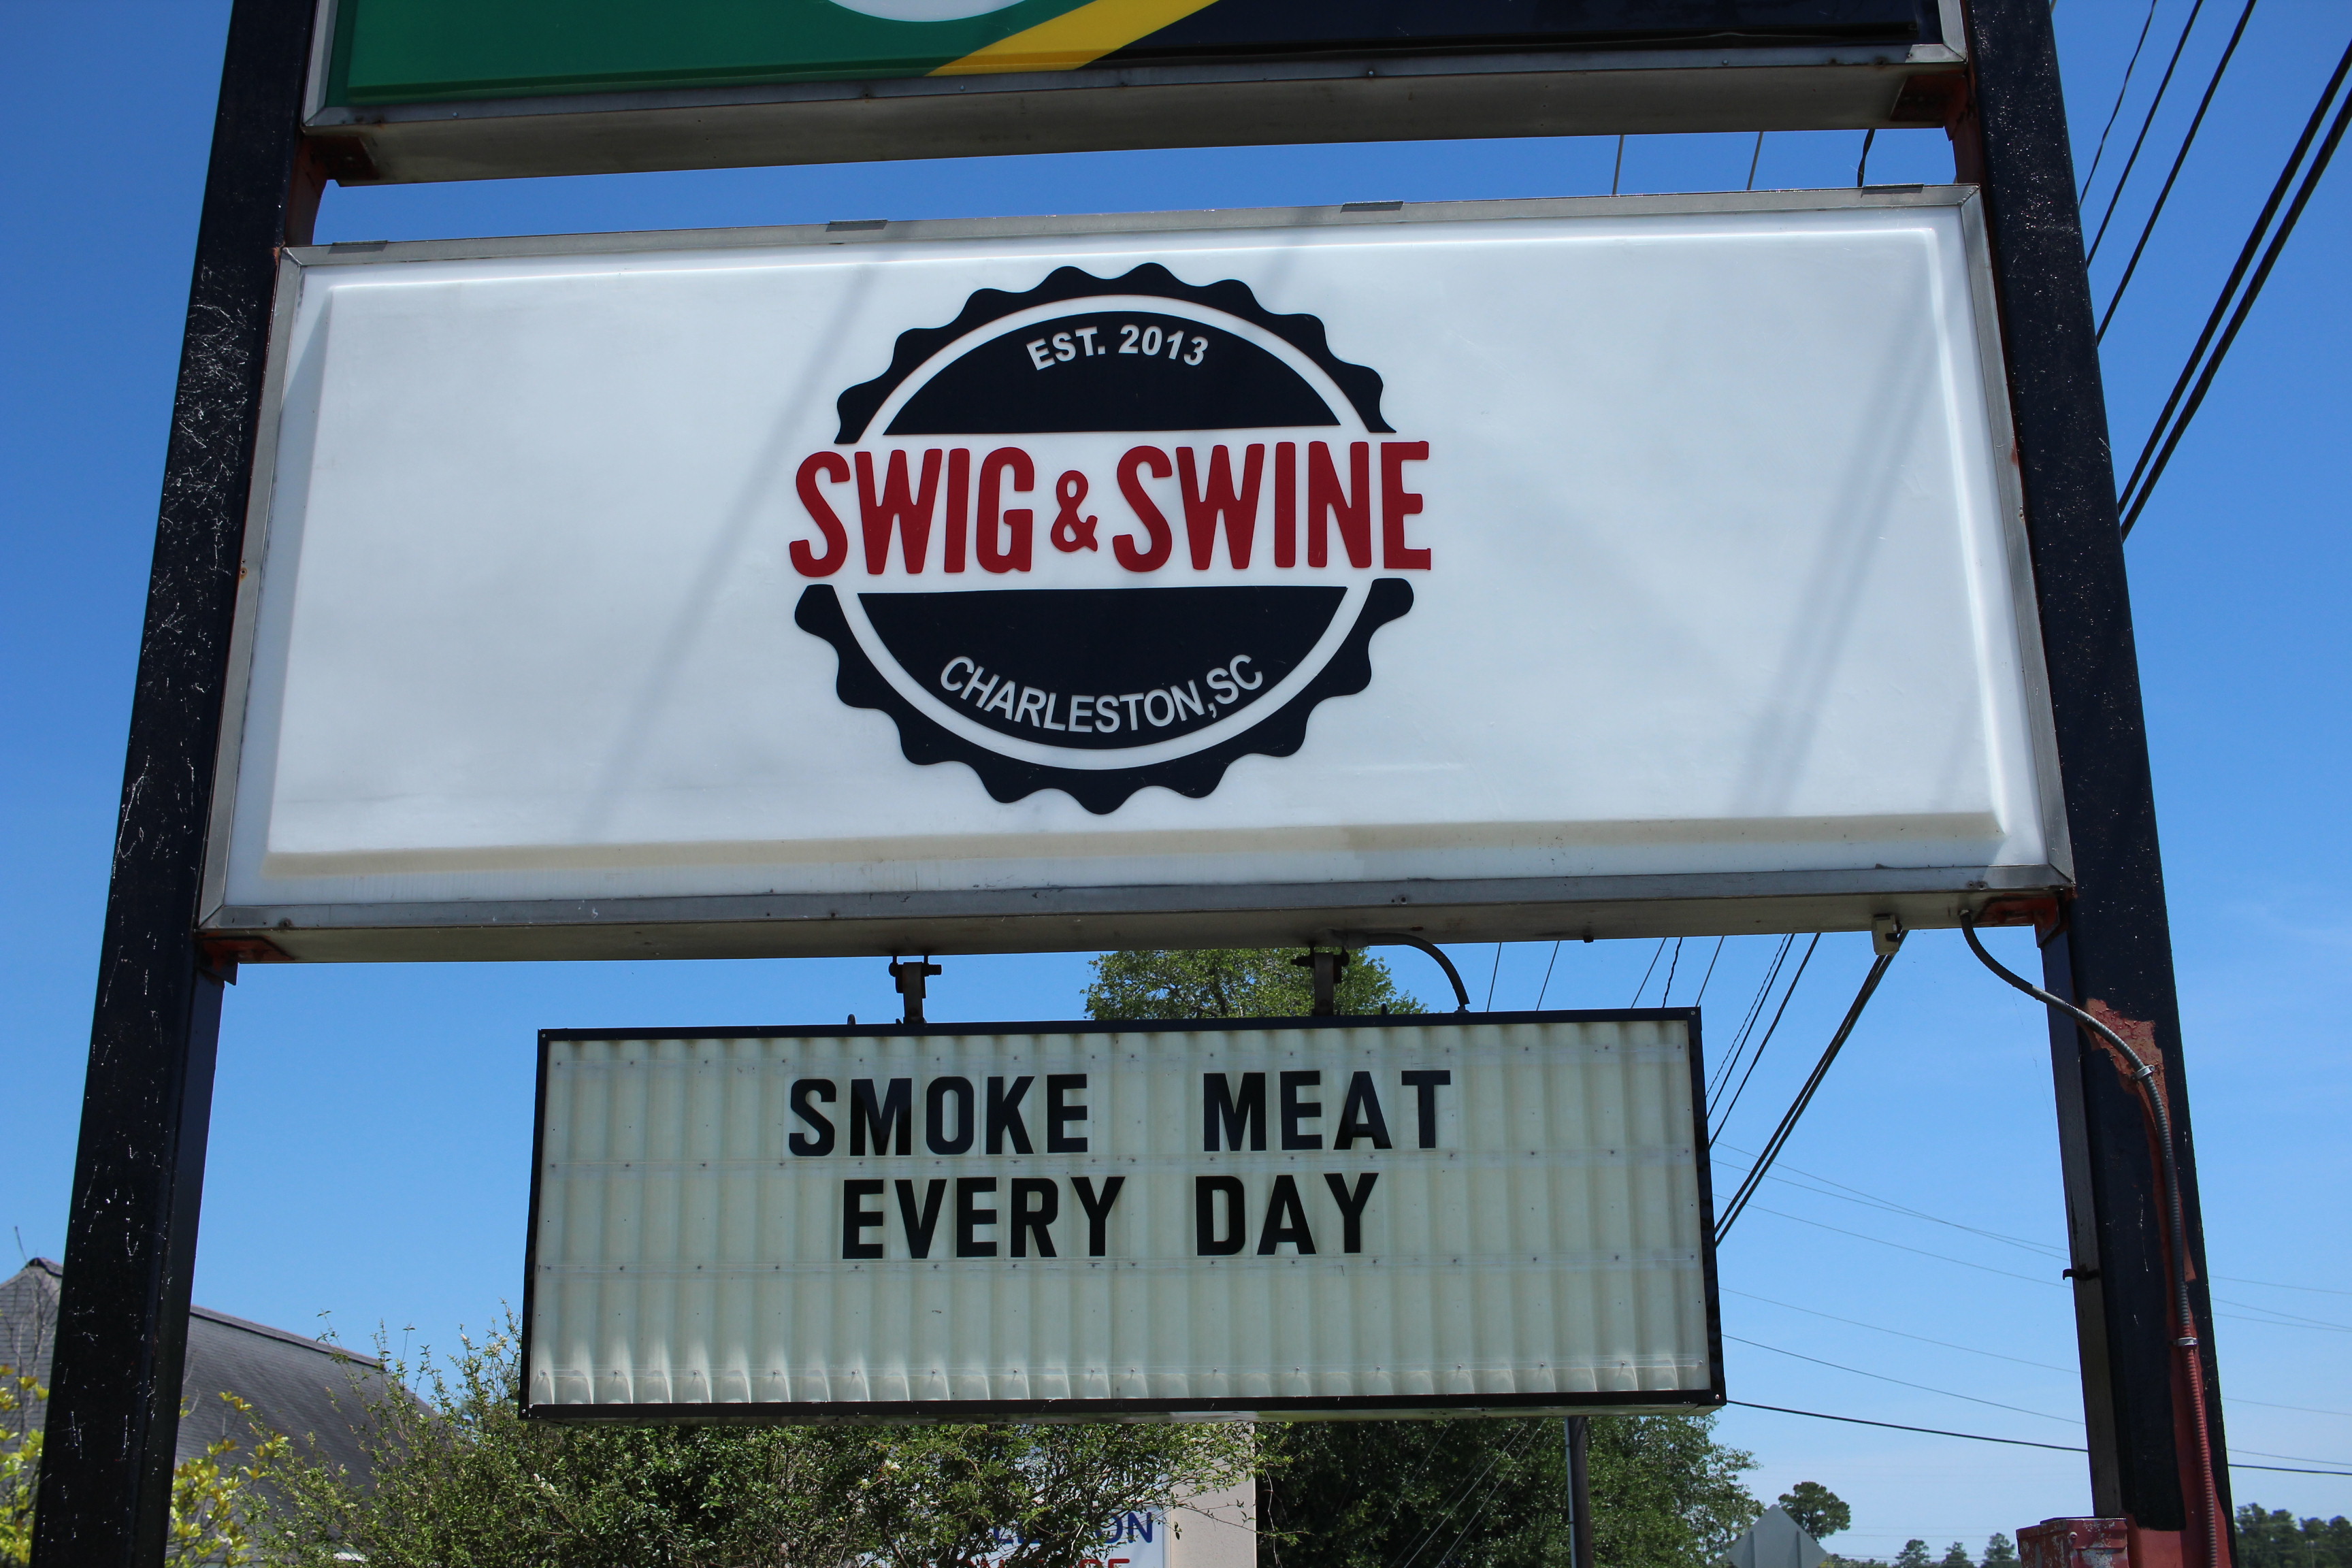 EST. 2013
SWIG & SWINE
CHARLESTON, SC
SMOKE MEAT
EVERY DAY